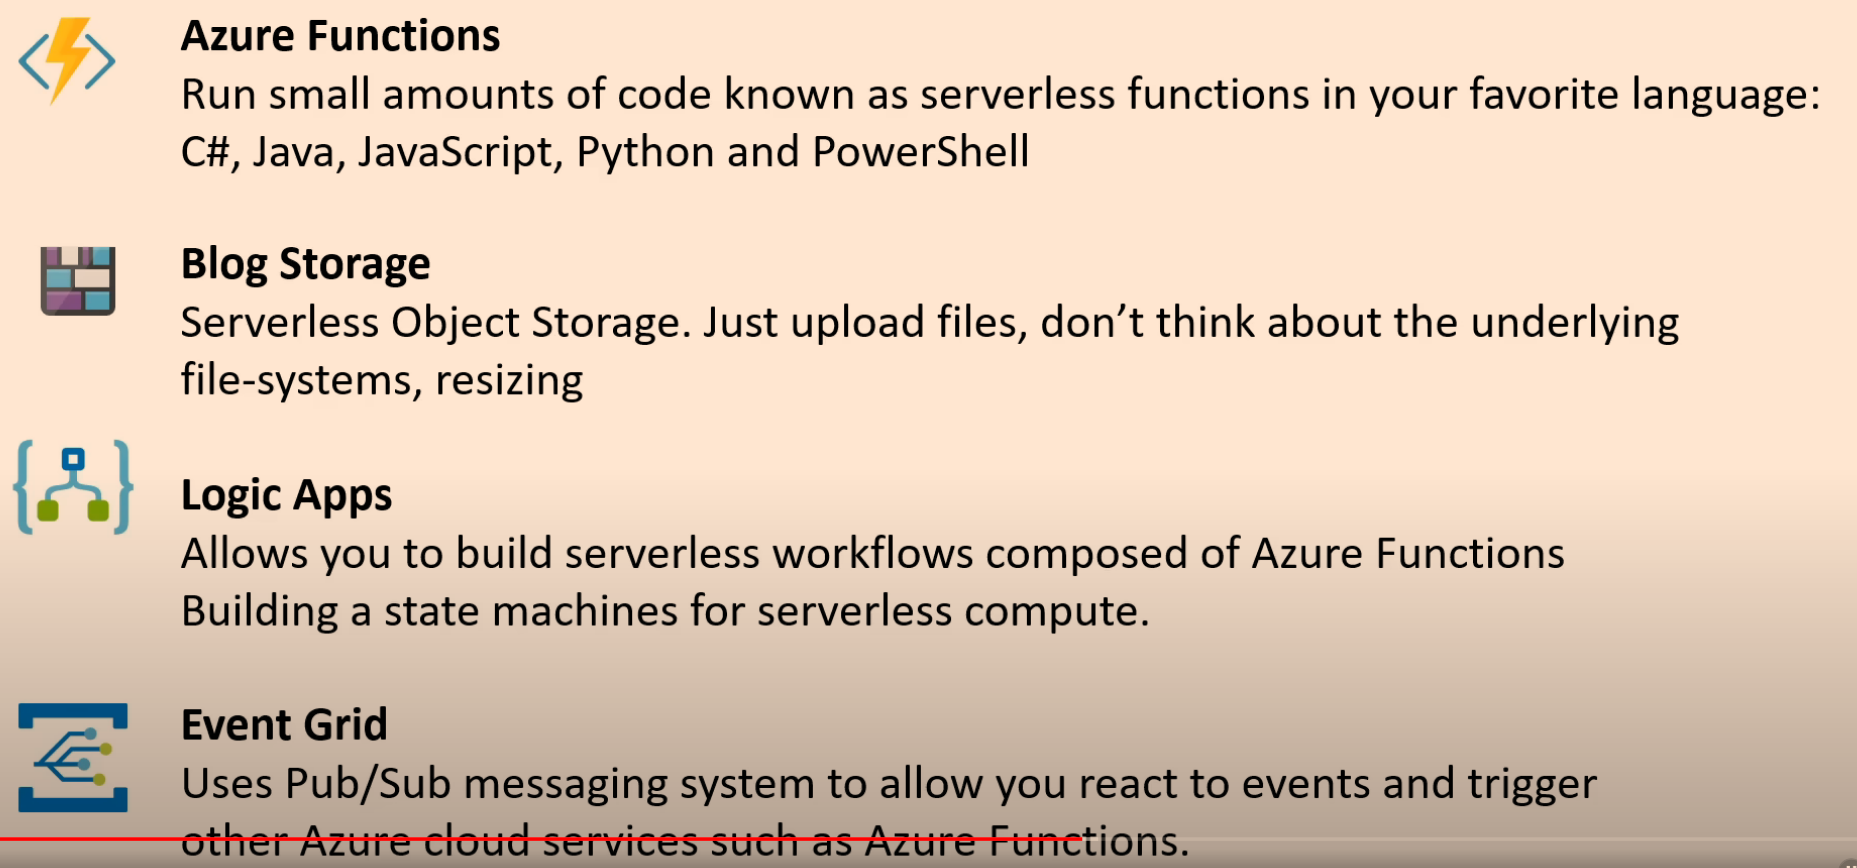 Azure Functions
Run small amounts of code known as serverless functions in your favorite language:
C#, Java, JavaScript, Python and PowerShell
Blog Storage
Serverless Object Storage. Just upload files, don’t think about the underlying
file-systems, resizing
Logic Apps
Allows you to build serverless workflows composed of Azure Functions
Building a state machines for serverless compute.
Event Grid
Uses Pub/Sub messaging system to allow you react to events and trigger
other Azure cloud services such as Azure Functions.